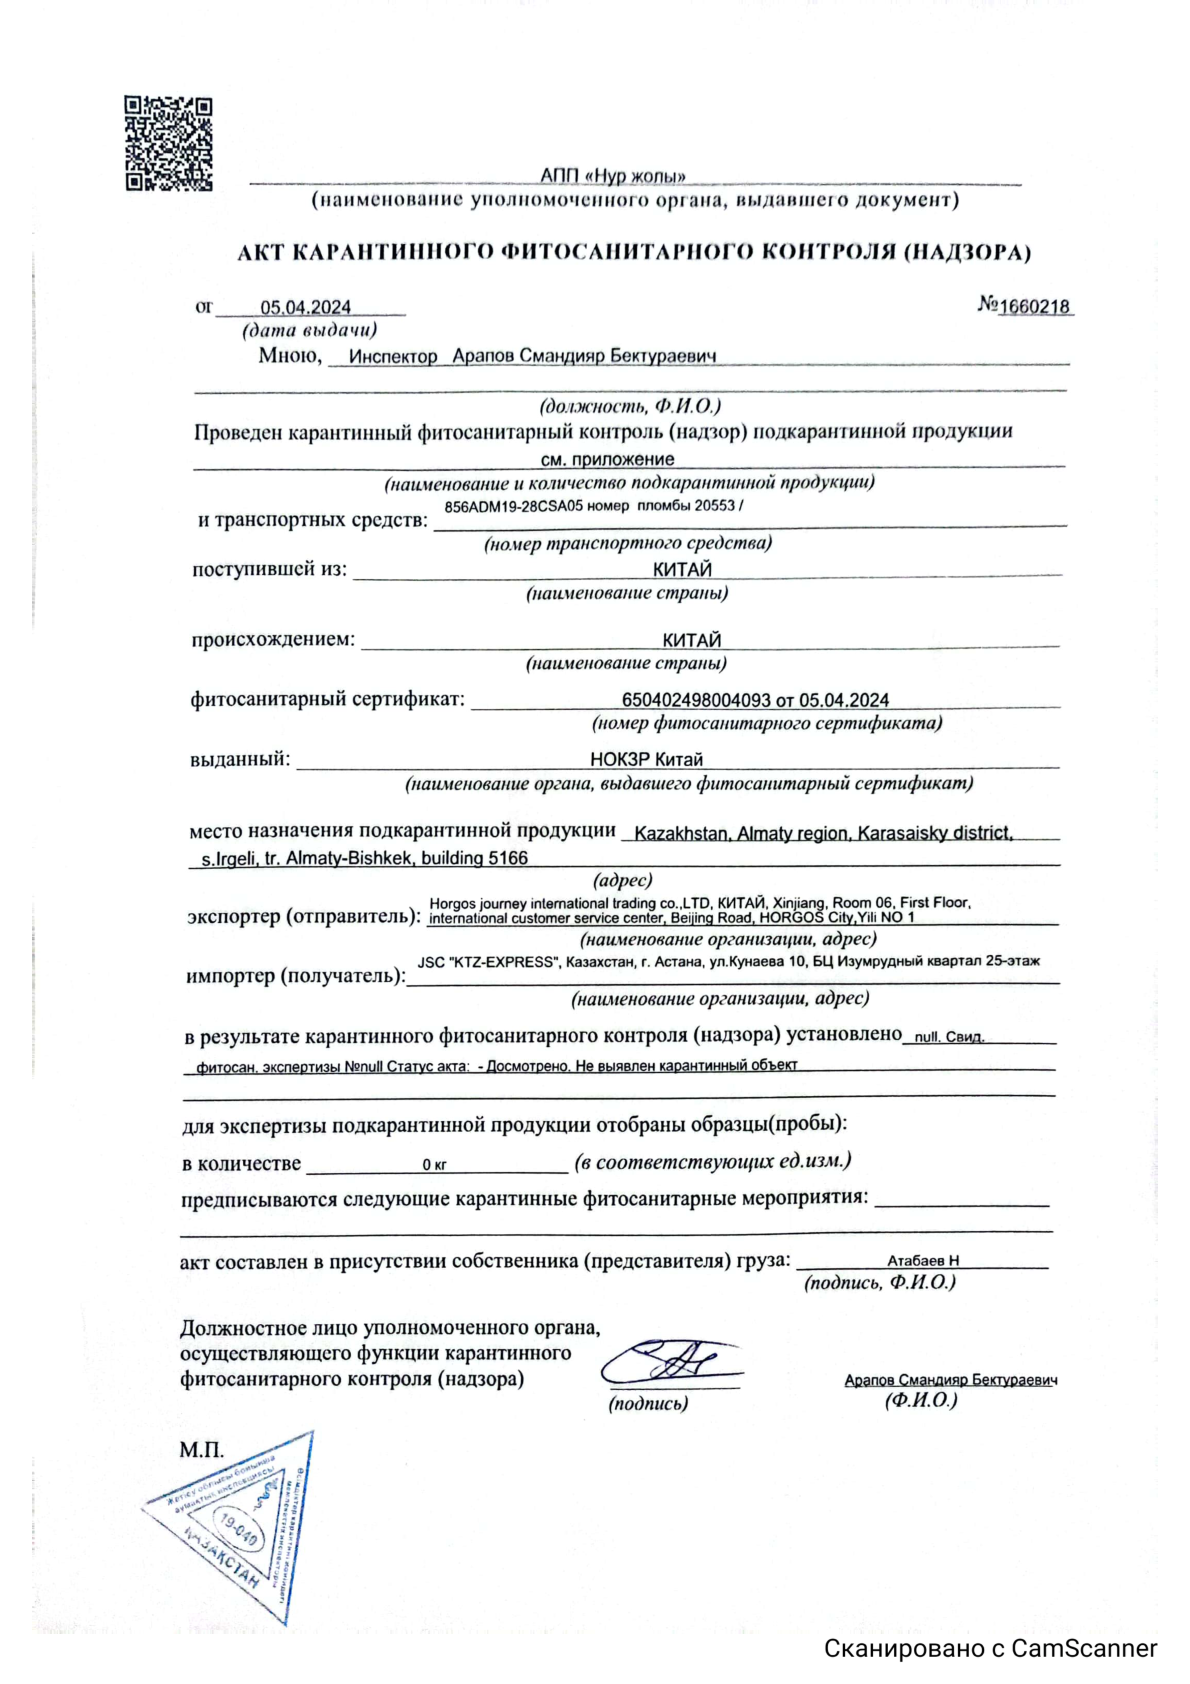 АПП «Нур жолы»
(наименование уполномоченного органа, выдавшего документ)
АКТ КАРАНТИННОГО ФИТОСАНИТАРНОГО КОНТРОЛЯ (НАДЗОРА)
от 05.04.2024 №1660218
(дата выдачи)
Мною, Инспектор Арапов Смандияр Бектураевич
(должность, Ф.И.О.)
Проведен карантинный фитосанитарный контроль (надзор) подкарантинной продукции
см. приложение
(наименование и количество подкарантинной продукции)
856ADM19-28CSA05 номер пломбы 20553 /
и транспортных средств:
(номер транспортного средства)
поступившей из: КИТАЙ
(наименование страны)
происхождением: КИТАЙ
(наименование страны)
фитосанитарный сертификат: 650402498004093 от 05.04.2024
(номер фитосанитарного сертификата)
выданный: НОКЗР Китай
(наименование органа, выдавшего фитосанитарный сертификат)
место назначения подкарантинной продукции Kazakhstan, Almaty region, Karasaisky district,
s.Irgeli, tr. Almaty-Bishkek, building 5166
(адрес)
Horgos journey international trading co.,LTD, КИТАЙ, Xinjiang, Room 06, First Floor,
экспортер (отправитель): international customer service center, Beijing Road, HORGOS City,Yili NO 1
(наименование организации, адрес)
JSC "KTZ-EXPRESS", Казахстан, г. Астана, ул.Кунаева 10, БЦ Изумрудный квартал 25-этаж
импортер (получатель):
(наименование организации, адрес)
в результате карантинного фитосанитарного контроля (надзора) установлено null. Свид.
фитосан. экспертизы №null Статус акта: - Досмотрено. Не выявлен карантинный объект
для экспертизы подкарантинной продукции отобраны образцы(пробы):
в количестве 0 кг (в соответствующих ед.изм.)
предписываются следующие карантинные фитосанитарные мероприятия:
акт составлен в присутствии собственника (представителя) груза: Атабаев Н
(подпись, Ф.И.О.)
Должностное лицо уполномоченного органа,
осуществляющего функции карантинного
фитосанитарного контроля (надзора) Арапов Смандияр Бектураевич
(подпись) (Ф.И.О.)
М.П.
19-040
ҚАЗАҚСТАН
Сканировано с CamScanner